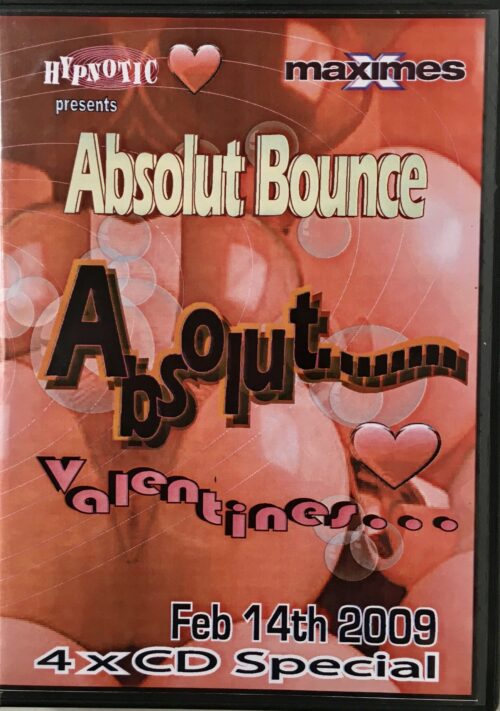 HYPNOTIC
presents
maximes
Absolut Bounce
Absolut.......
Valentines...
Feb 14th 2009
4 x CD Special